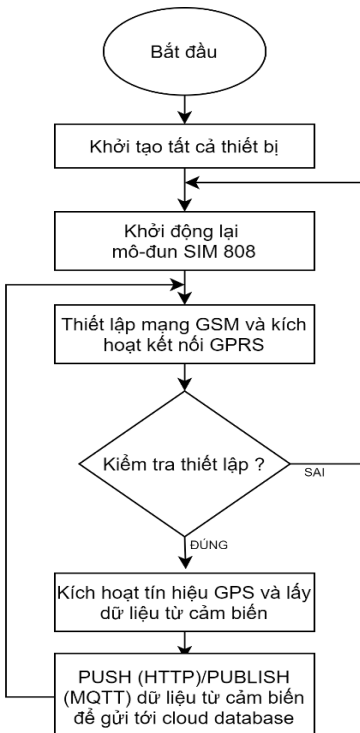 Bắt đầu
Khởi tạo tất cả thiết bị
Khởi động lại
mô-đun SIM 808
Thiết lập mạng GSM và kích
hoạt kết nối GPRS
Kiểm tra thiết lập ?
SAI
ĐÚNG
Kích hoạt tín hiệu GPS và lấy
dữ liệu từ cảm biến
PUSH (HTTP)/PUBLISH
(MQTT) dữ liệu từ cảm biến
để gửi tới cloud database